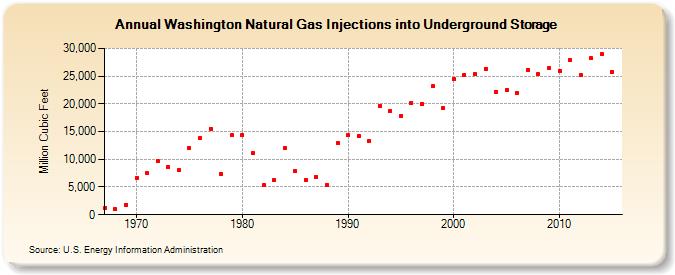 Annual Washington Natural Gas Injections into Underground Storage
Million Cubic Feet
30,000
25,000
20,000
15,000
10,000
5,000
0
1970 1980 1990 2000 2010
Source: U.S. Energy Information Administration